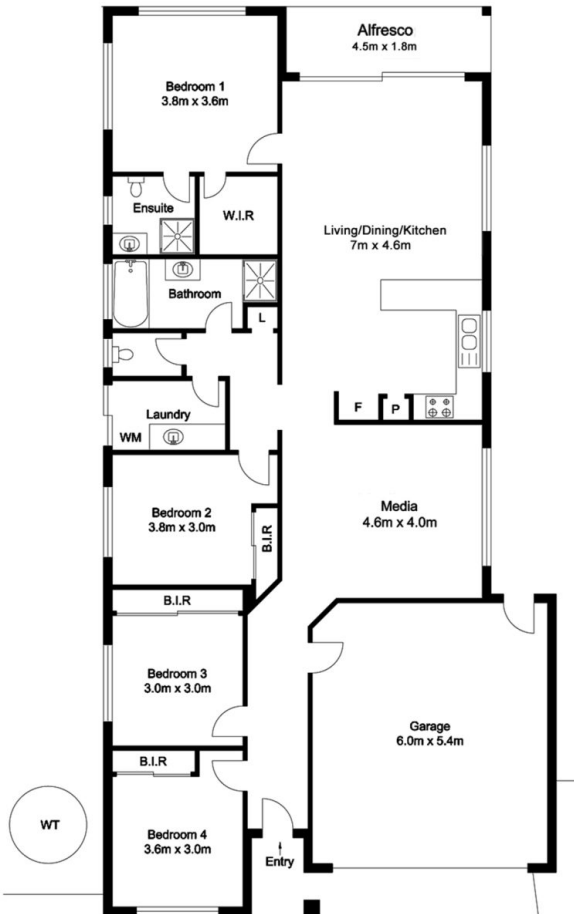 Alfresco
4.5m x 1.8m
Bedroom 1
3.8m x 3.6m
Ensuite
W.I.R
Living/Dining/Kitchen
7m x 4.6m
Bathroom
L
F
P
Laundry
WM
Bedroom 2
3.8m x 3.0m
B.I.R
Media
4.6m x 4.0m
B.I.R
Bedroom 3
3.0m x 3.0m
Garage
6.0m x 5.4m
B.I.R
WT
Bedroom 4
3.6m x 3.0m
Entry